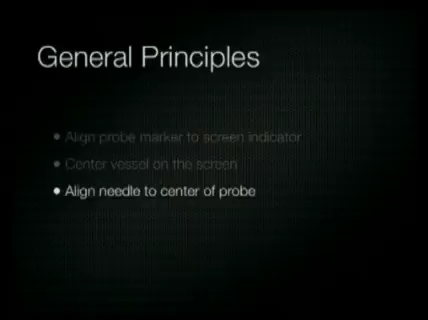 General Principles
• Align probe marker to screen indicator
• Center vessel on the screen
• Align needle to center of probe